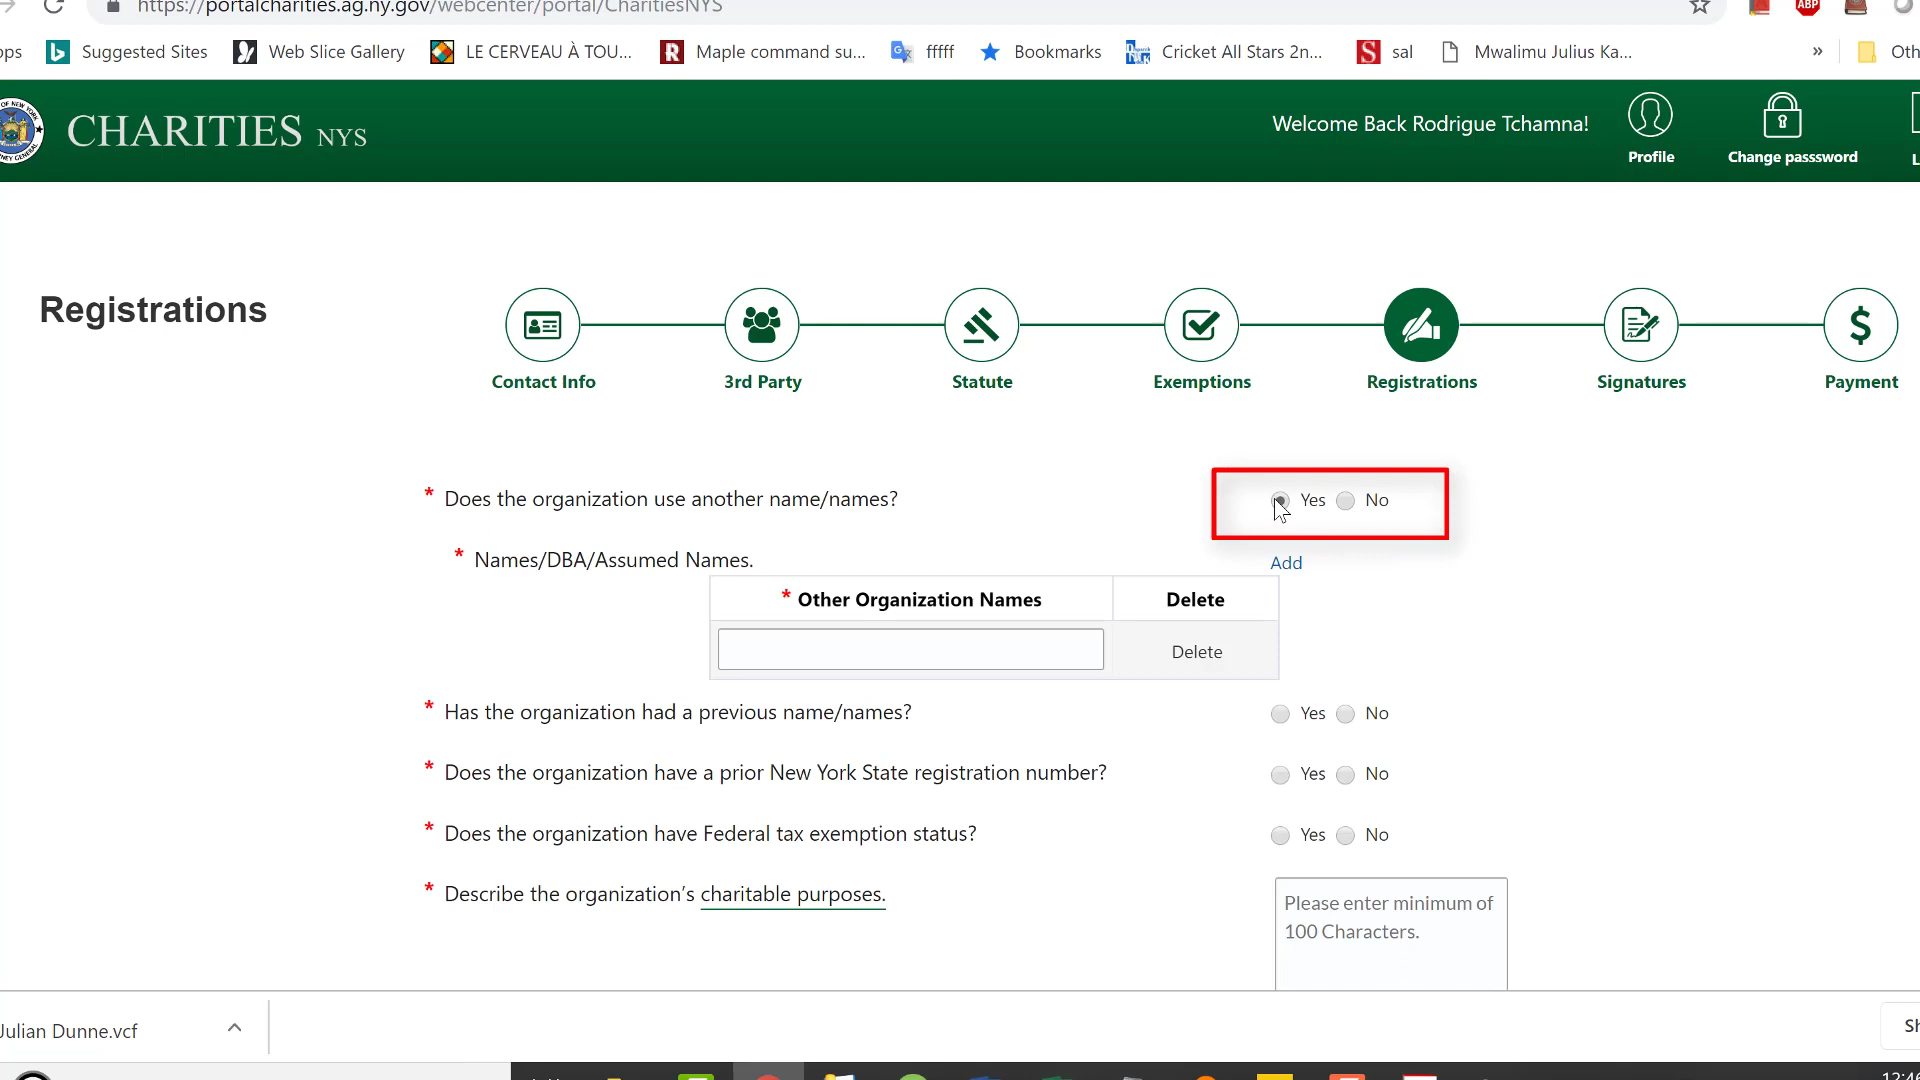 https://portalcharities.ag.ny.gov/webcenter/portal/CharitiesNYS
ABP
Suggested Sites
Web Slice Gallery
LE CERVEAU À TOU...
Maple command su...
fffff
Bookmarks
Cricket All Stars 2n...
sal
Mwalimu Julius Ka...
»
CHARITIES NYS
Welcome Back Rodrigue Tchamna!
Profile
Change passsword
Registrations
Contact Info
3rd Party
Statute
Exemptions
Registrations
Signatures
Payment
* Does the organization use another name/names?
Yes No
* Names/DBA/Assumed Names.
Add
* Other Organization Names
Delete
Delete
* Has the organization had a previous name/names?
Yes No
* Does the organization have a prior New York State registration number?
Yes No
* Does the organization have Federal tax exemption status?
Yes No
* Describe the organization's charitable purposes.
Please enter minimum of
100 Characters.
Julian Dunne.vcf